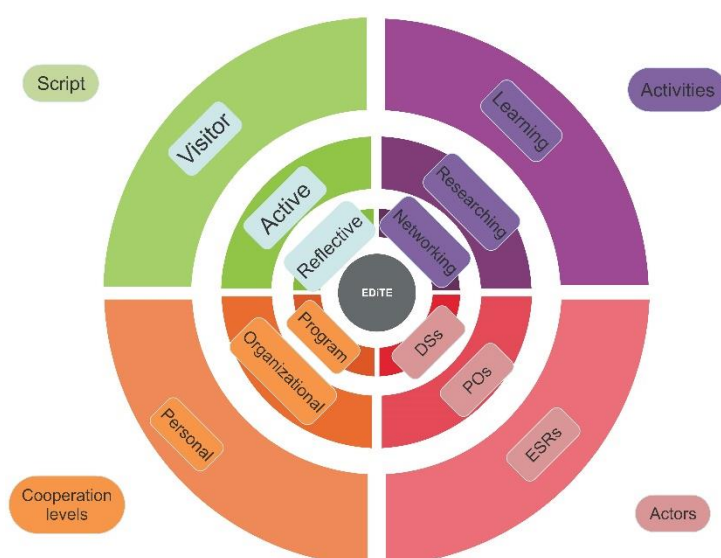 Script
Activities
Visitor
Learning
Active
Researching
Reflective
Networking
EDiTE
Program
DSs
Organizational
POs
Personal
ESRs
Cooperation
levels
Actors